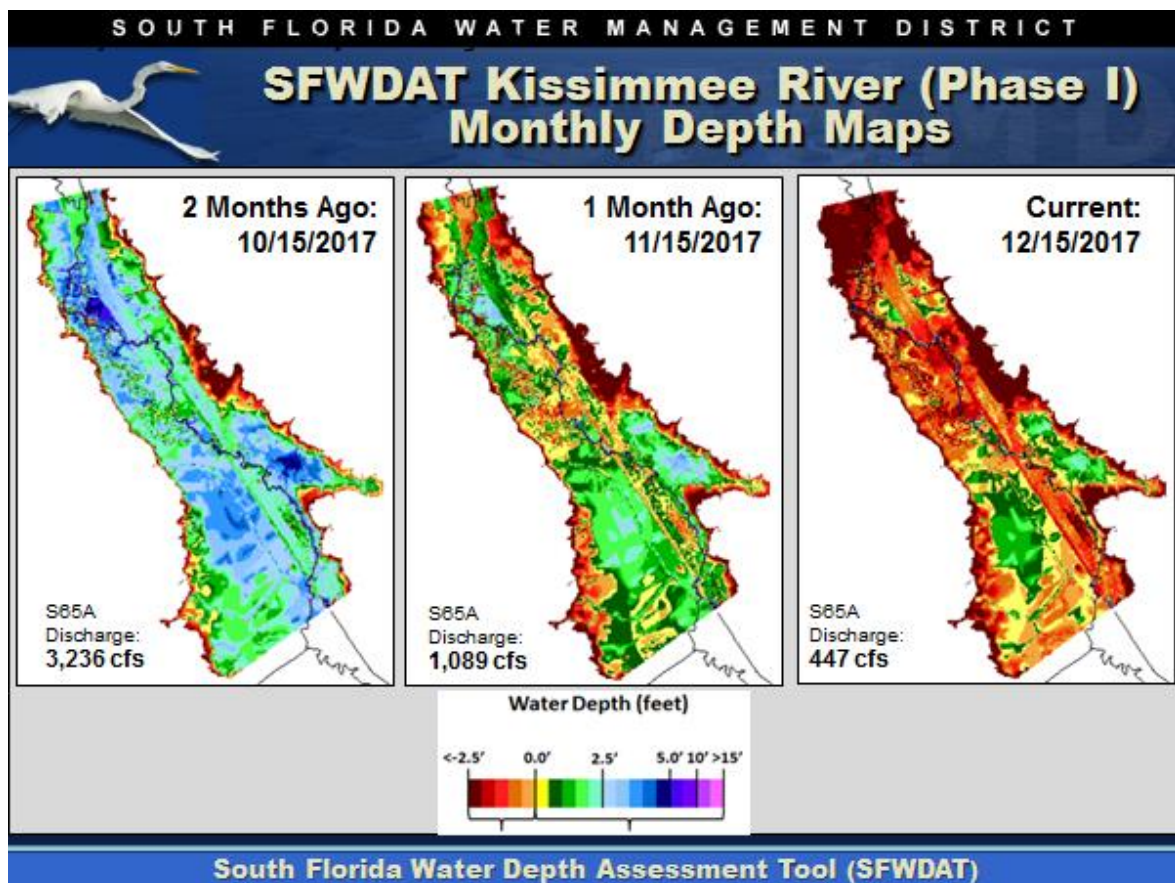 SOUTH FLORIDA WATER MANAGEMENT DISTRICT
SFWDAT Kissimmee River (Phase I)
Monthly Depth Maps
2 Months Ago:
10/15/2017
S65A
Discharge:
3,236 cfs
1 Month Ago:
11/15/2017
S65A
Discharge:
1,089 cfs
Current:
12/15/2017
S65A
Discharge:
447 cfs
Water Depth (feet)
<-2.5' 0.0' 2.5' 5.0' 10' >15'
South Florida Water Depth Assessment Tool (SFWDAT)